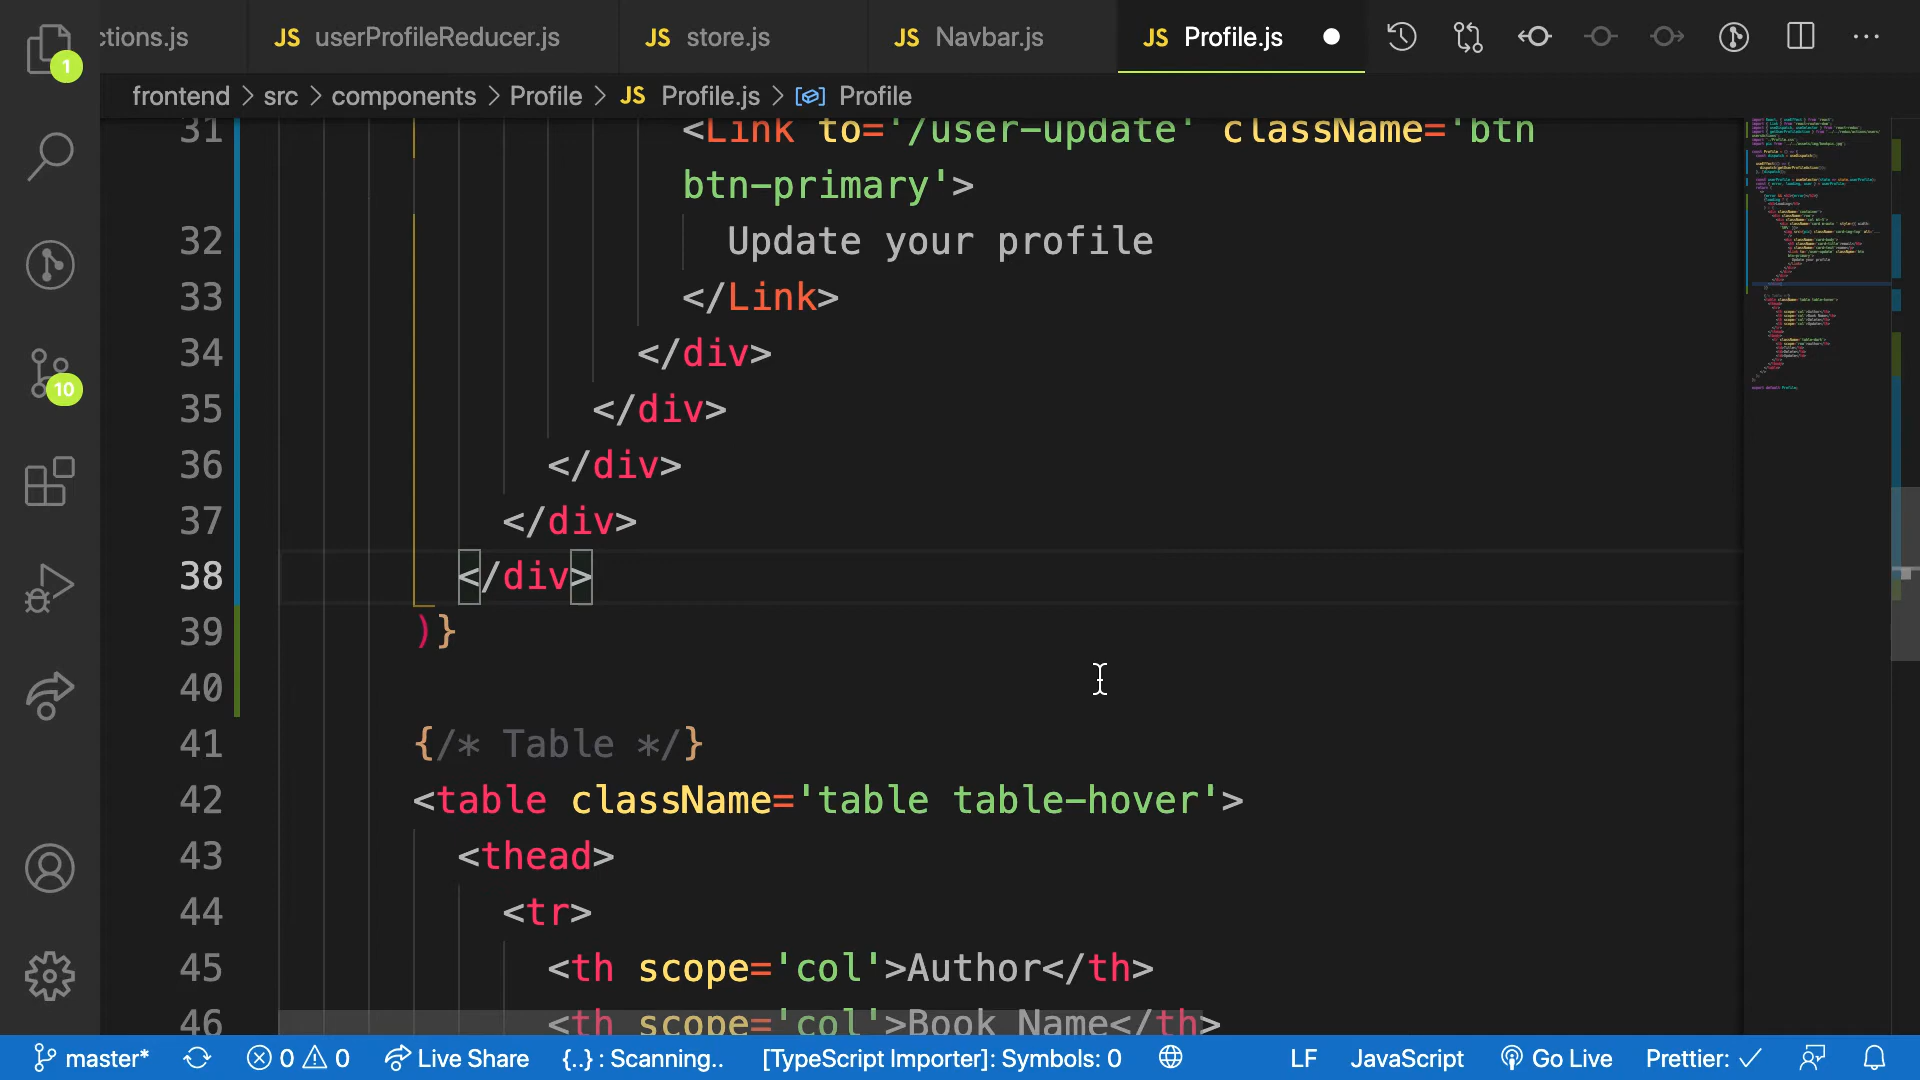 ctions.js JS userProfileReducer.js JS store.js JS Navbar.js JS Profile.js
1
frontend > src > components > Profile > JS Profile.js > Profile
31 <Link to='/user-update' className='btn
btn-primary'>
32 Update your profile
33 </Link>
34 </div>
35 </div>
36 </div>
37 </div>
38 </div>
39 )}
40
41 {/* Table */}
42 <table className='table table-hover'>
43 <thead>
44 <tr>
45 <th scope='col'>Author</th>
46 <th scope='col'>Book Name</th>
10
master* 0 0 Live Share {..} : Scanning.. [TypeScript Importer]: Symbols: 0 LF JavaScript Go Live Prettier: ✓